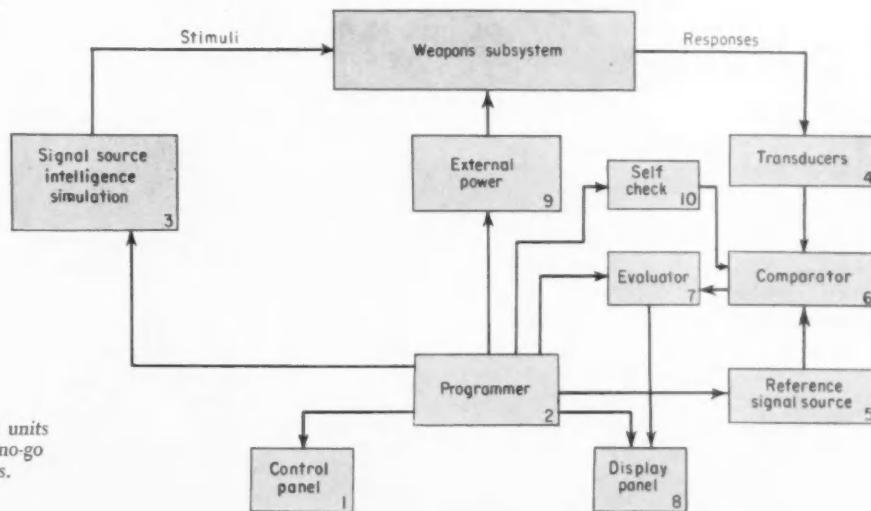 Stimuli
Weapons subsystem
Responses
Signal source
intelligence
simulation
3
External
power
9
Self
check
10
Transducers
4
Evaluator
7
Comparator
6
Programmer
2
Reference
signal source
5
Control
panel
1
Display
panel
8
units
no-go
s.